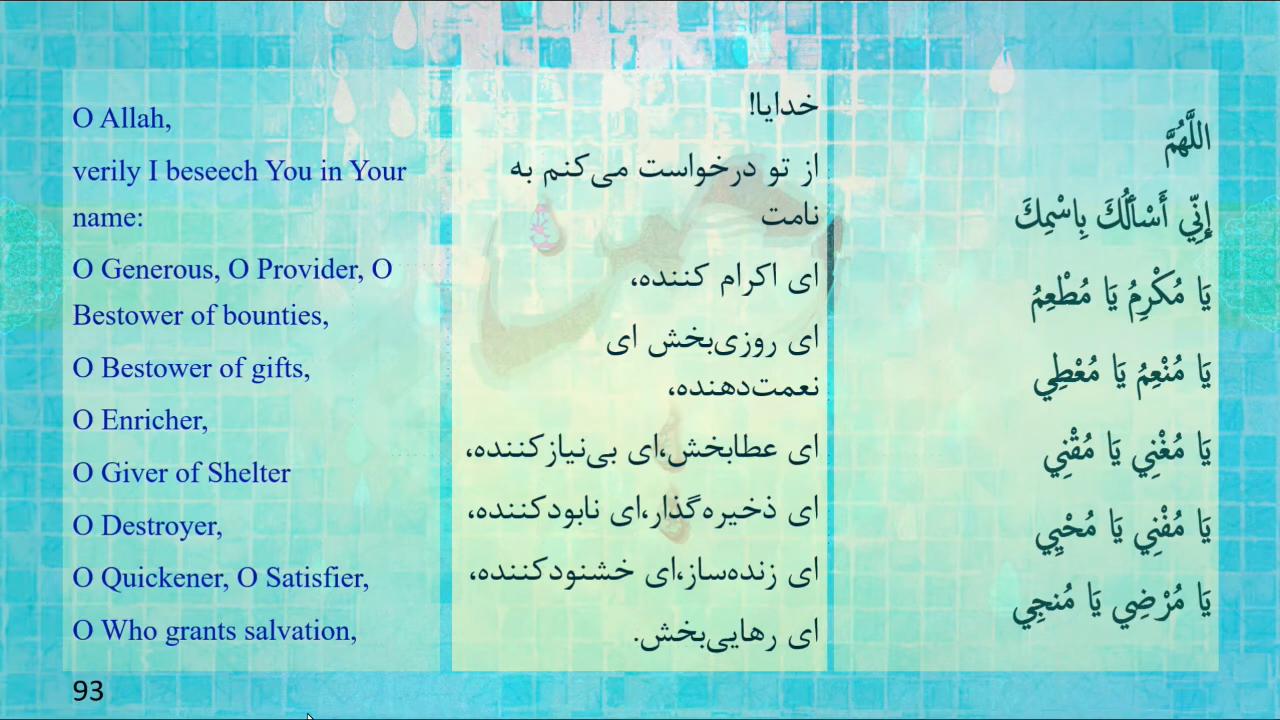 O Allah,
verily I beseech You in Your
name:
O Generous, O Provider, O
Bestower of bounties,
O Bestower of gifts,
O Enricher,
O Giver of Shelter
O Destroyer,
O Quickener, O Satisfier,
O Who grants salvation,
خدایا!
از تو درخواست می‌کنم به
نامت
ای اکرام کننده،
ای روزی‌بخش ای
نعمت‌دهنده،
ای عطابخش،ای بی‌نیازکننده،
ای ذخیره‌گذار،ای نابودکننده،
ای زنده‌ساز،ای خشنودکننده،
ای رهایی‌بخش.
اللَّهُمَّ
إِنِّي أَسْأَلُكَ بِاسْمِكَ
يَا مُكْرِمُ يَا مُطْعِمُ
يَا مُنْعِمُ يَا مُعْطِي
يَا مُغْنِي يَا مُقْنِي
يَا مُفْنِي يَا مُحْيِي
يَا مُرْضِي يَا مُنجِي
93